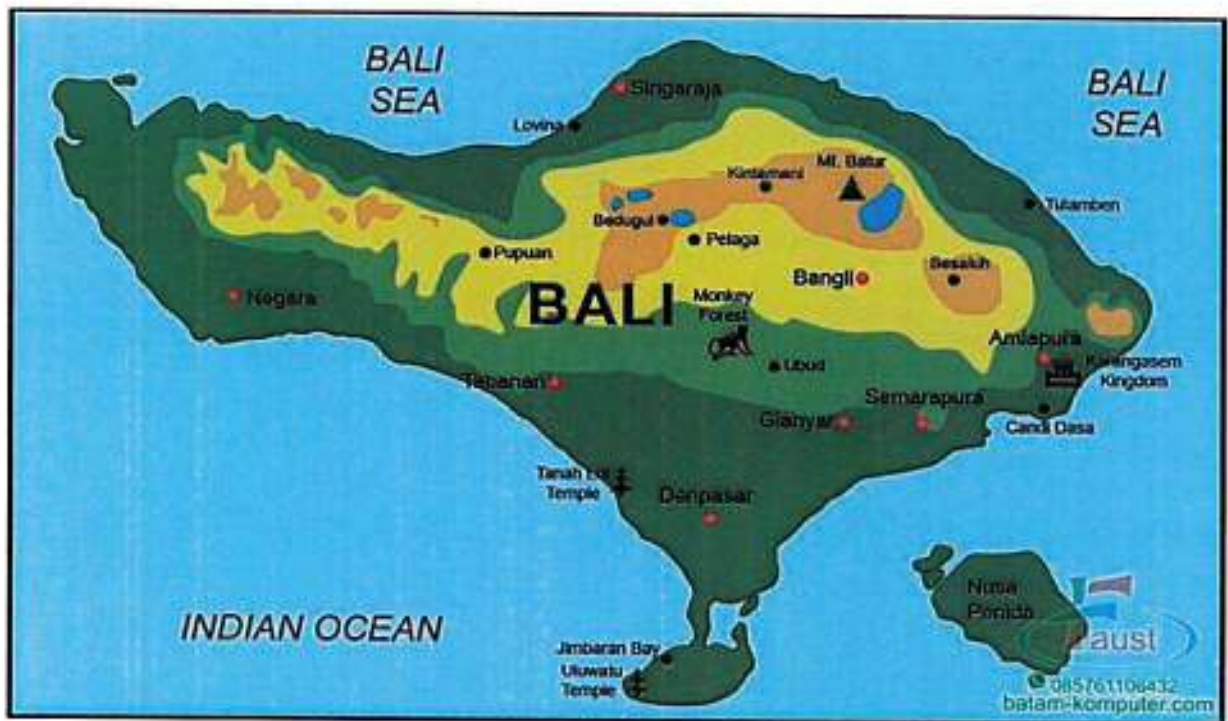 BALI
SEA
BALI
SEA
Singaraja
Lovina
Mt. Batur
Kintamani
Tulamben
Bedugul
Pelaga
Pupuan
Bangli
Besakih
Negara
BALI
Monkey
Forest
Amlapura
Karangasem
Kingdom
Ubud
Tabanan
Semarapura
Gianyar
Candi Dasa
Tanah Lot
Temple
Denpasar
INDIAN OCEAN
Nusa
Penida
Faust
Jimbaran Bay
Uluwatu
Temple
085761106432
batam-komputer.com